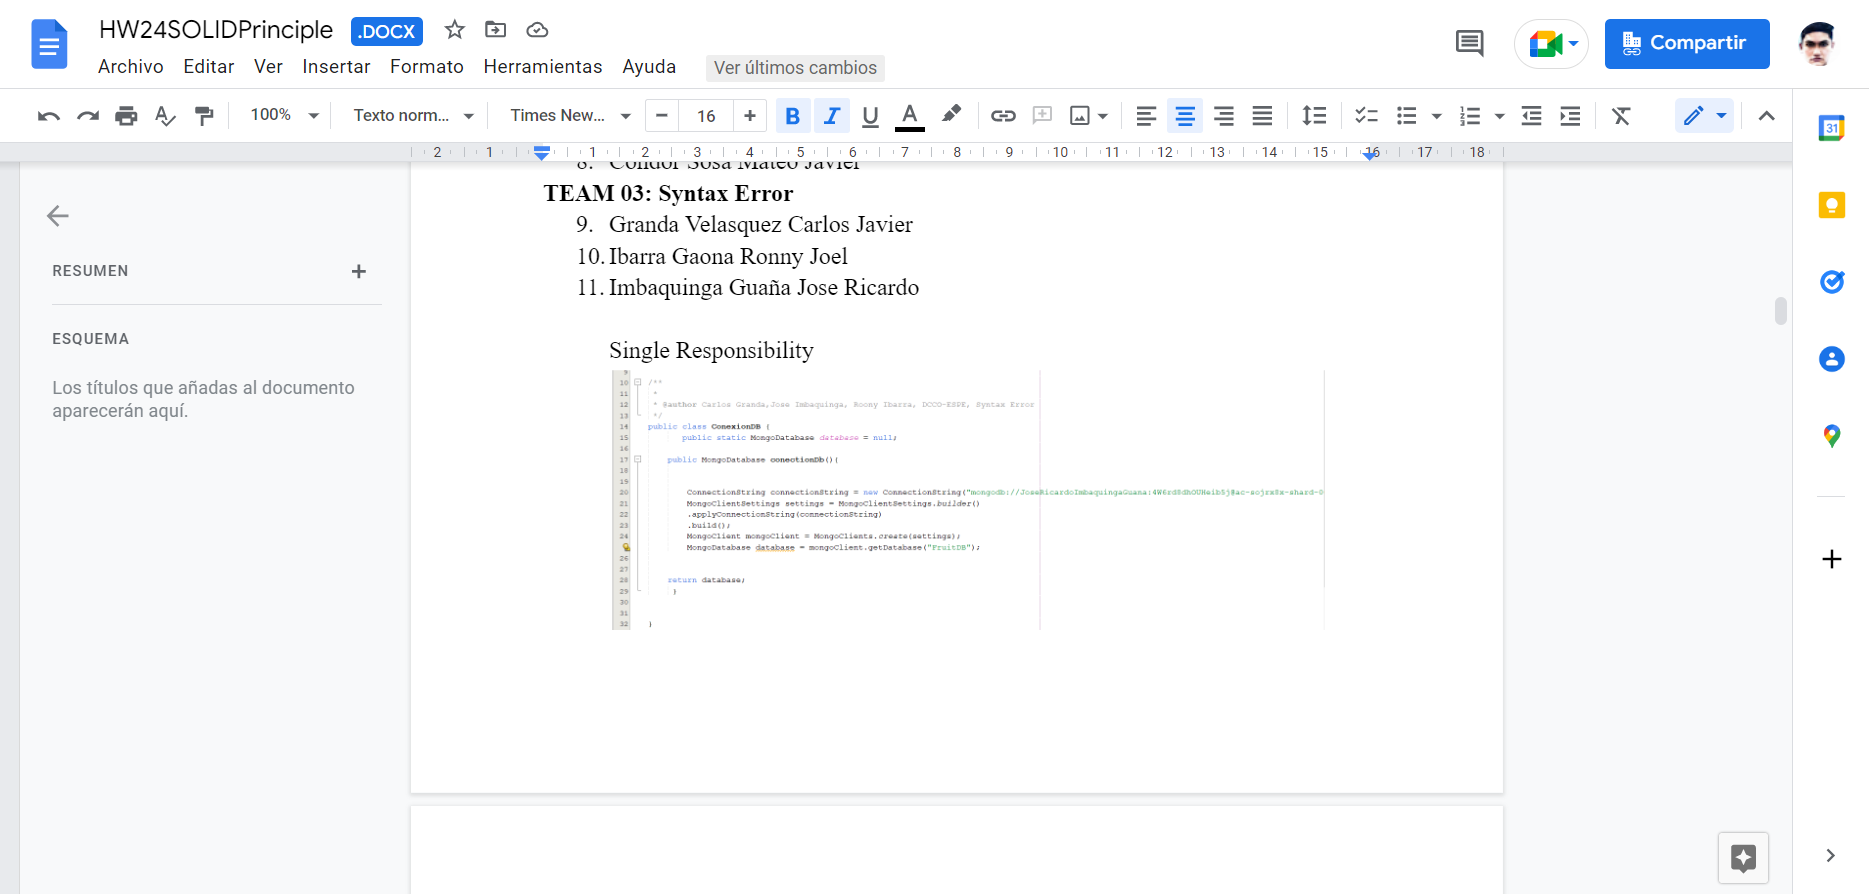 HW24SOLIDPrinciple .DOCX
Compartir
Archivo Editar Ver Insertar Formato Herramientas Ayuda Ver últimos cambios
100% Texto norm... Times New... 16 B I U A
2 1 1 2 3 4 5 6 7 8 9 10 11 12 13 14 15 16 17 18
31
8. Condor Sosa Mateo Javier
TEAM 03: Syntax Error
9. Granda Velasquez Carlos Javier
10. Ibarra Gaona Ronny Joel
11. Imbaquinga Guaña Jose Ricardo
RESUMEN
ESQUEMA
Los títulos que añadas al documento
aparecerán aquí.
Single Responsibility
9
10 /**
11 *
12 * @author Carlos Granda,Jose Imbaquinga, Roony Ibarra, DCCO-ESPE, Syntax Error
13 */
14 public class ConexionDB {
15 public static MongoDatabase database = null;
16
17 public MongoDatabase conectionDb(){
18
19
20 ConnectionString connectionString = new ConnectionString("mongodb://JoseRicardoImbaquingaGuana:
21 MongoClientSettings settings = MongoClientSettings.builder()
22 .applyConnectionString(connectionString)
23 .build();
24 MongoClient mongoClient = MongoClients.create(settings);
MongoDatabase database = mongoClient.getDatabase("FruitDB");
26
27
28 return database;
29 }
30
31
32 }